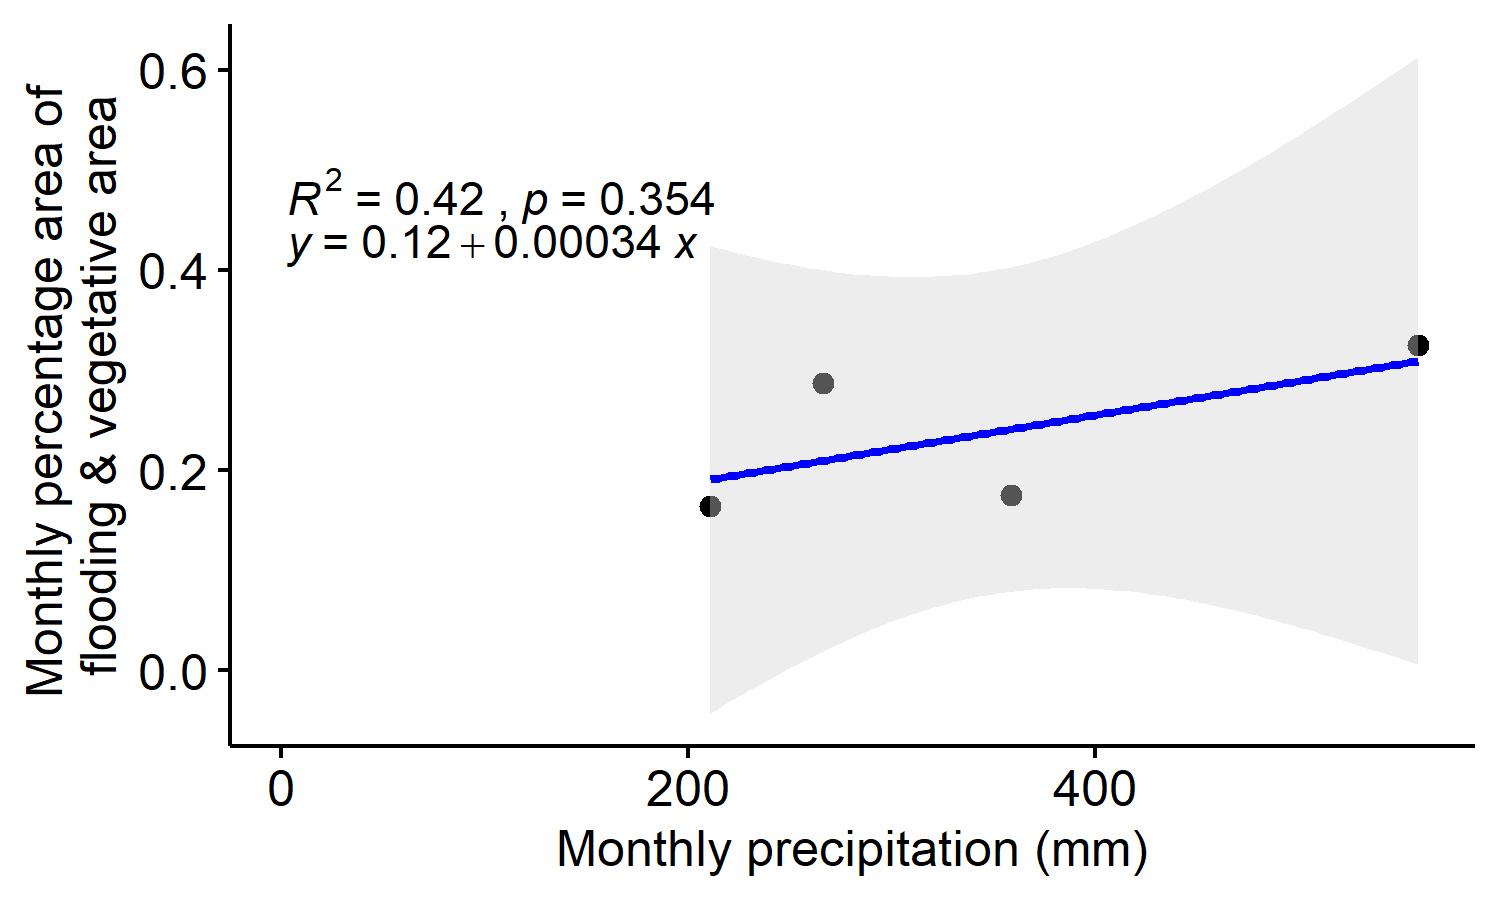 Monthly percentage area of
flooding & vegetative area
0.6
0.4
0.2
0.0
R² = 0.42 , p = 0.354
y = 0.12 + 0.00034 x
0 200 400
Monthly precipitation (mm)